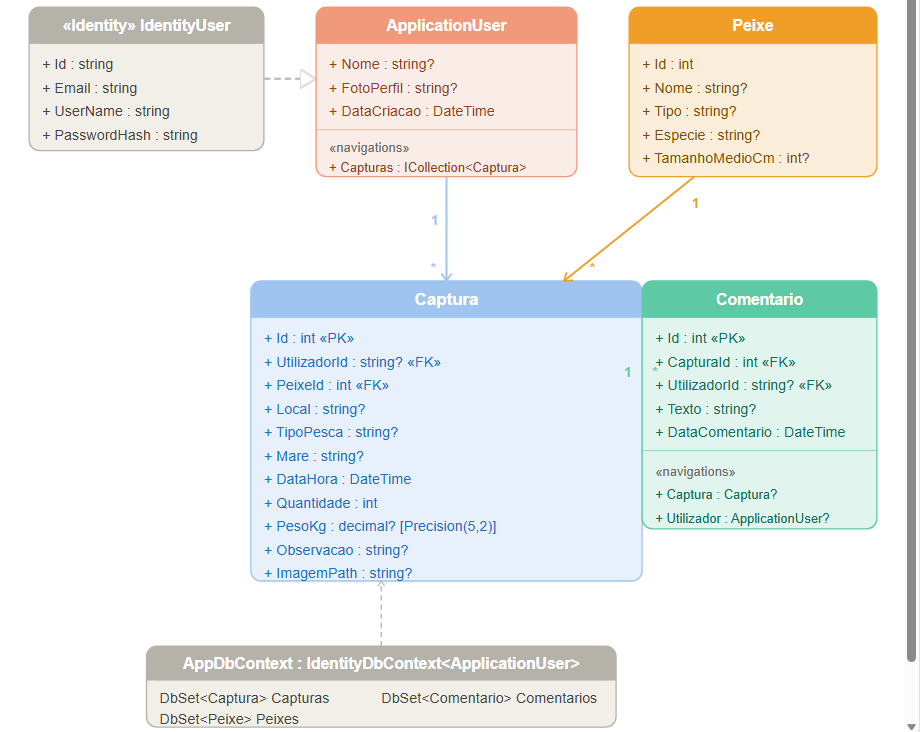 «Identity» IdentityUser
+ Id : string
+ Email : string
+ UserName : string
+ PasswordHash : string
ApplicationUser
+ Nome : string?
+ FotoPerfil : string?
+ DataCriacao : DateTime
«navigations»
+ Capturas : ICollection<Captura>
Peixe
+ Id : int
+ Nome : string?
+ Tipo : string?
+ Especie : string?
+ TamanhoMedioCm : int?
1
*
1
*
Captura
+ Id : int «PK»
+ UtilizadorId : string? «FK»
+ PeixeId : int «FK»
+ Local : string?
+ TipoPesca : string?
+ Mare : string?
+ DataHora : DateTime
+ Quantidade : int
+ PesoKg : decimal? [Precision(5,2)]
+ Observacao : string?
+ ImagemPath : string?
1
*
Comentario
+ Id : int «PK»
+ CapturaId : int «FK»
+ UtilizadorId : string? «FK»
+ Texto : string?
+ DataComentario : DateTime
«navigations»
+ Captura : Captura?
+ Utilizador : ApplicationUser?
AppDbContext : IdentityDbContext<ApplicationUser>
DbSet<Captura> Capturas
DbSet<Comentario> Comentarios
DbSet<Peixe> Peixes